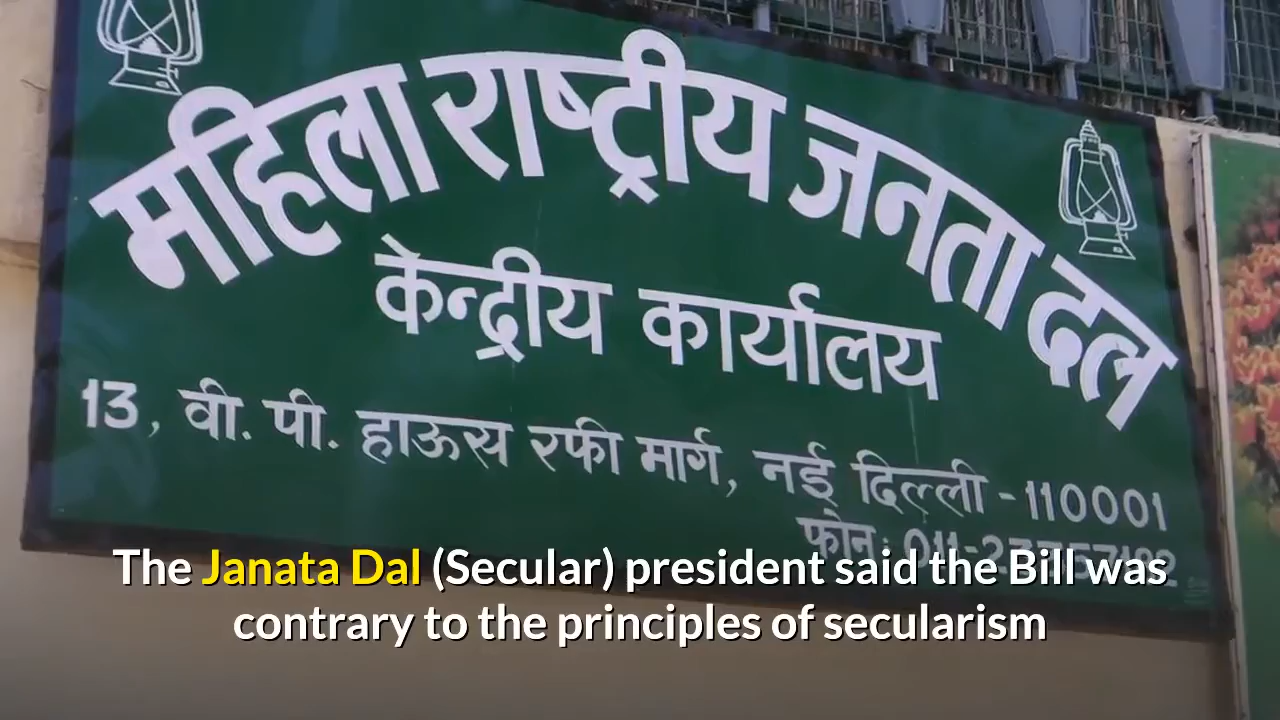 महिला राष्ट्रीय जनता दल
केन्द्रीय कार्यालय
13, वी. पी. हाऊस रफी मार्ग, नई दिल्ली - 110001
फोन:
The Janata Dal (Secular) president said the Bill was
contrary to the principles of secularism